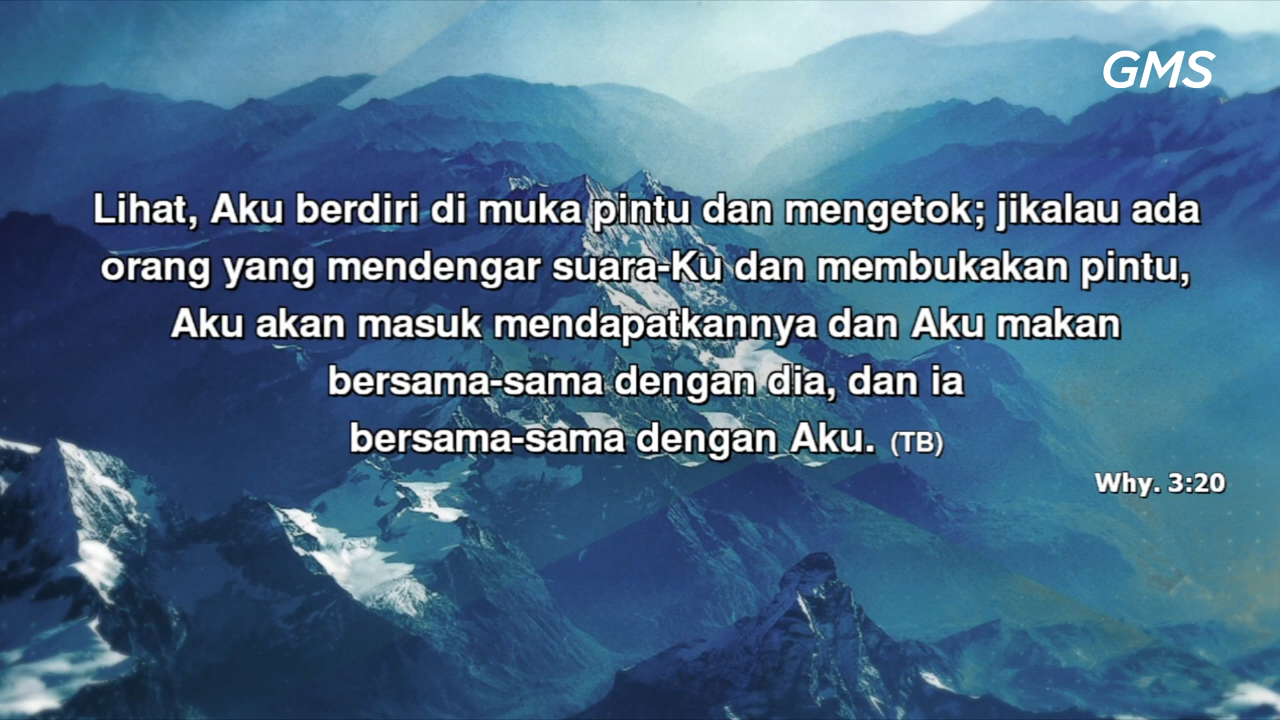 GMS
Lihat, Aku berdiri di muka pintu dan mengetok; jikalau ada
orang yang mendengar suara-Ku dan membukakan pintu,
Aku akan masuk mendapatkannya dan Aku makan
bersama-sama dengan dia, dan ia
bersama-sama dengan Aku. (TB)
Why. 3:20